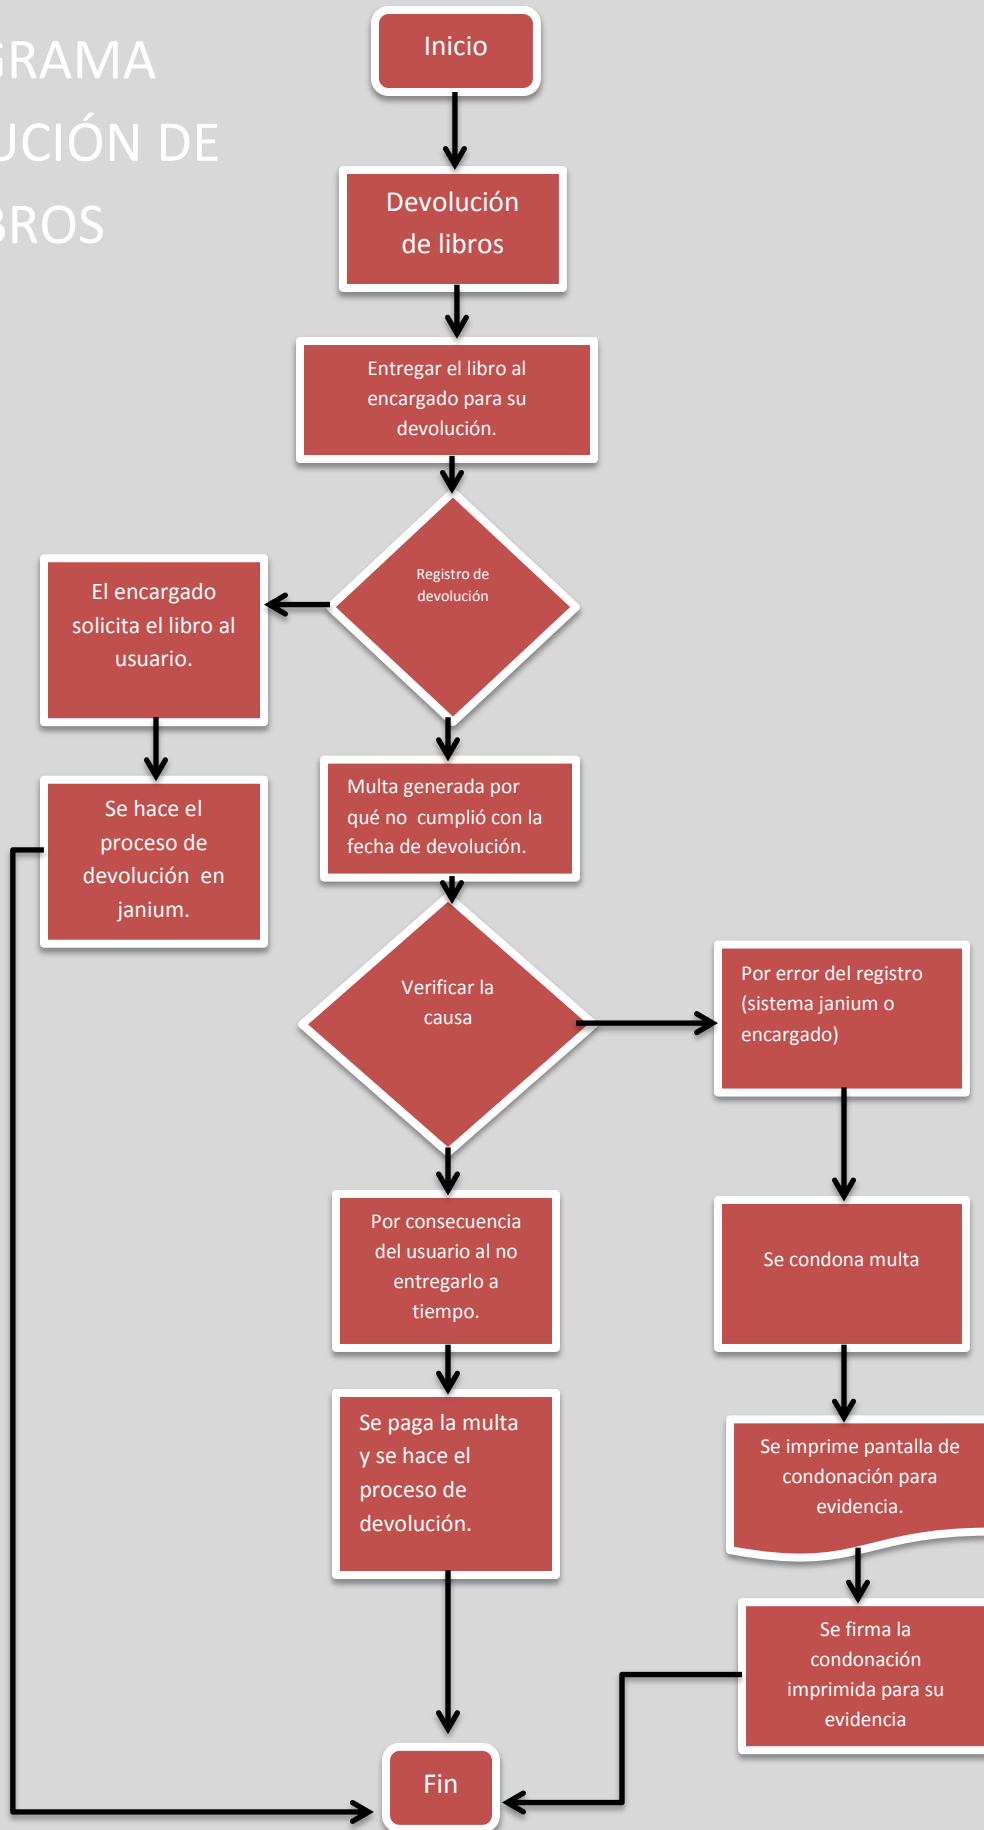 GRAMA
UCIÓN DE
BROS
Inicio
Devolución
de libros
Entregar el libro al
encargado para su
devolución.
Registro de
devolución
El encargado
solicita el libro al
usuario.
Se hace el
proceso de
devolución en
janium.
Multa generada por
qué no cumplió con la
fecha de devolución.
Verificar la
causa
Por error del registro
(sistema janium o
encargado)
Por consecuencia
del usuario al no
entregarlo a
tiempo.
Se condona multa
Se paga la multa
y se hace el
proceso de
devolución.
Se imprime pantalla de
condonación para
evidencia.
Se firma la
condonación
imprimida para su
evidencia
Fin